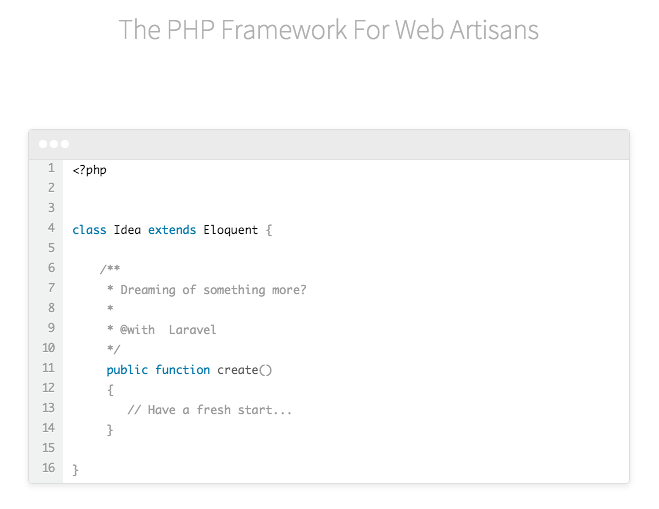 The PHP Framework For Web Artisans
1 <?php
2
3
4 class Idea extends Eloquent {
5
6     /**
7      * Dreaming of something more?
8      *
9      * @with  Laravel
10      */
11      public function create()
12      {
13         // Have a fresh start...
14      }
15
16 }